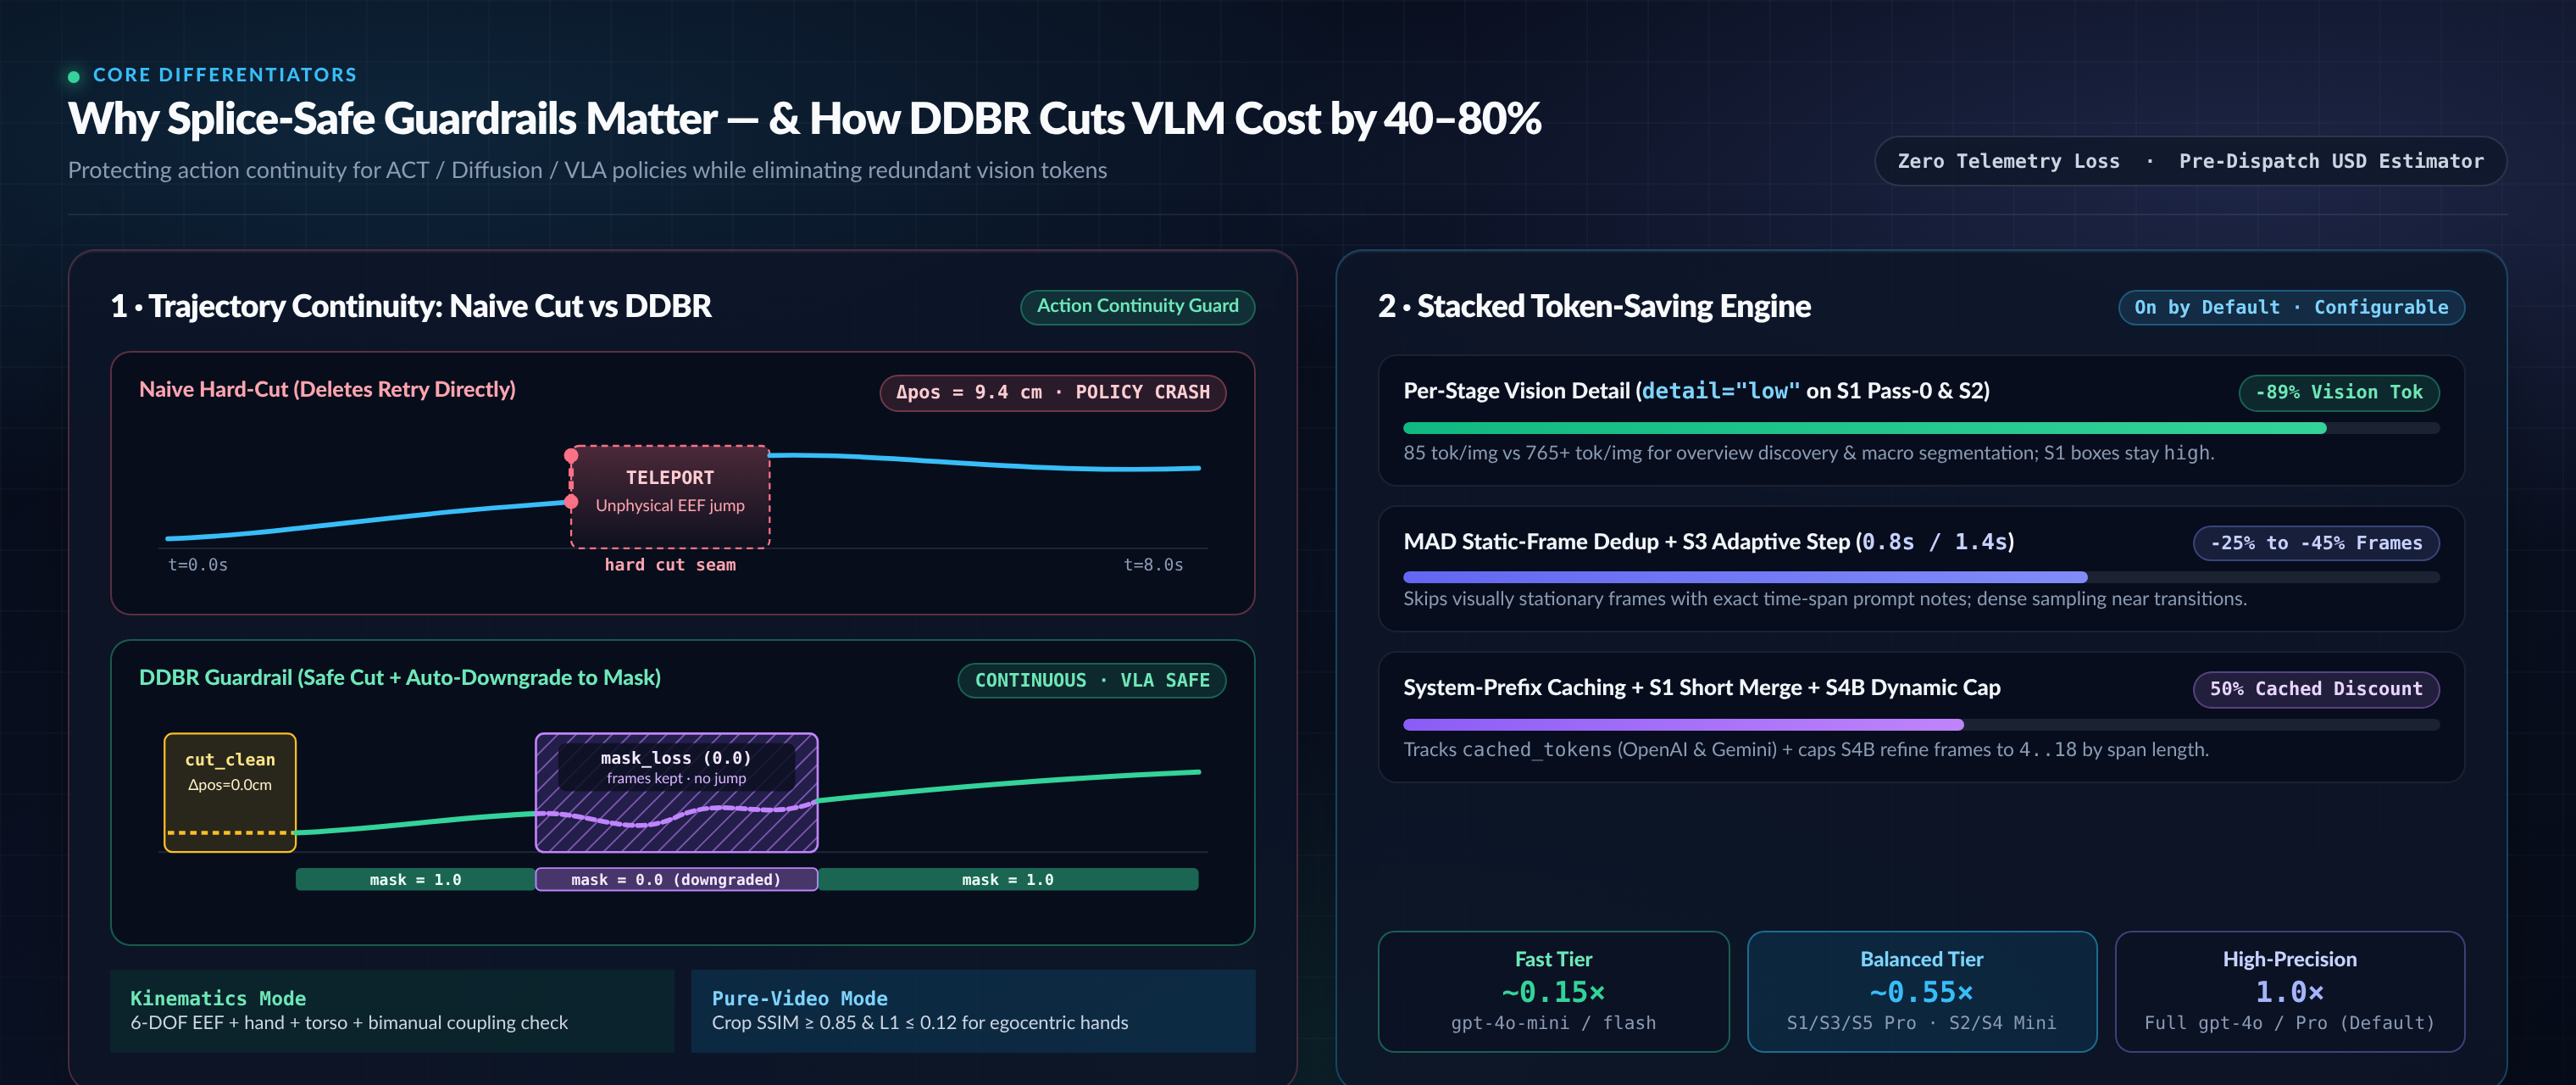 CORE DIFFERENTIATORS
Why Splice-Safe Guardrails Matter — & How DDBR Cuts VLM Cost by 40–80%
Protecting action continuity for ACT / Diffusion / VLA policies while eliminating redundant vision tokens
Zero Telemetry Loss · Pre-Dispatch USD Estimator
1 · Trajectory Continuity: Naive Cut vs DDBR
Action Continuity Guard
Naive Hard-Cut (Deletes Retry Directly)
Δpos = 9.4 cm · POLICY CRASH
TELEPORT
Unphysical EEF jump
t=0.0s
hard cut seam
t=8.0s
DDBR Guardrail (Safe Cut + Auto-Downgrade to Mask)
CONTINUOUS · VLA SAFE
cut_clean
Δpos=0.0cm
mask_loss (0.0)
frames kept · no jump
mask = 1.0
mask = 0.0 (downgraded)
mask = 1.0
Kinematics Mode
6-DOF EEF + hand + torso + bimanual coupling check
Pure-Video Mode
Crop SSIM ≥ 0.85 & L1 ≤ 0.12 for egocentric hands
2 · Stacked Token-Saving Engine
On by Default · Configurable
Per-Stage Vision Detail (detail="low" on S1 Pass-0 & S2)
-89% Vision Tok
85 tok/img vs 765+ tok/img for overview discovery & macro segmentation; S1 boxes stay high.
MAD Static-Frame Dedup + S3 Adaptive Step (0.8s / 1.4s)
-25% to -45% Frames
Skips visually stationary frames with exact time-span prompt notes; dense sampling near transitions.
System-Prefix Caching + S1 Short Merge + S4B Dynamic Cap
50% Cached Discount
Tracks cached_tokens (OpenAI & Gemini) + caps S4B refine frames to 4..18 by span length.
Fast Tier
~0.15×
gpt-4o-mini / flash
Balanced Tier
~0.55×
S1/S3/S5 Pro · S2/S4 Mini
High-Precision
1.0×
Full gpt-4o / Pro (Default)